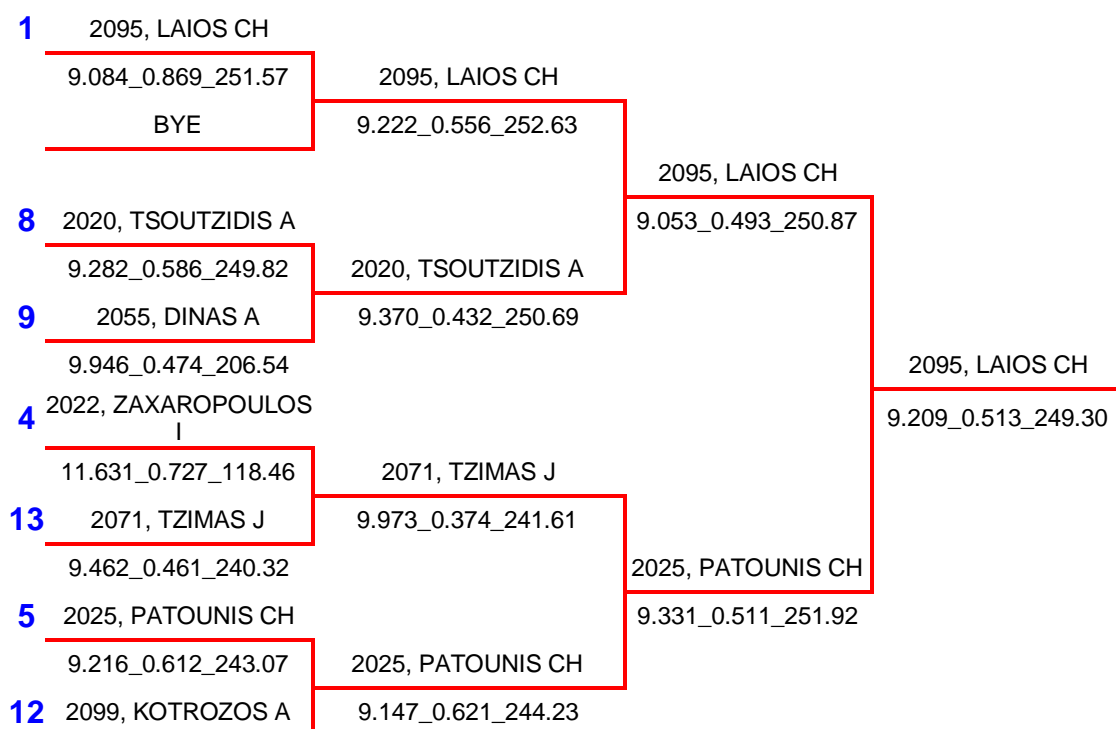 1 2095, LAIOS CH
9.084_0.869_251.57
BYE
8 2020, TSOUTZIDIS A
9.282_0.586_249.82
9 2055, DINAS A
9.946_0.474_206.54
4 2022, ZAXAROPOULOS
I
11.631_0.727_118.46
13 2071, TZIMAS J
9.462_0.461_240.32
5 2025, PATOUNIS CH
9.216_0.612_243.07
12 2099, KOTROZOS A
2095, LAIOS CH
9.222_0.556_252.63
2020, TSOUTZIDIS A
9.370_0.432_250.69
2071, TZIMAS J
9.973_0.374_241.61
2025, PATOUNIS CH
9.147_0.621_244.23
2095, LAIOS CH
9.053_0.493_250.87
2025, PATOUNIS CH
9.331_0.511_251.92
2095, LAIOS CH
9.209_0.513_249.30